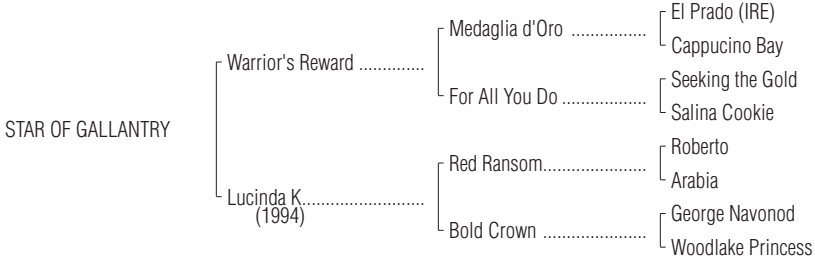 El Prado (IRE)
Medaglia d'Oro ................
Cappucino Bay
Warrior's Reward ..............
Seeking the Gold
For All You Do ..................
Salina Cookie
STAR OF GALLANTRY
Roberto
Red Ransom......................
Arabia
Lucinda K..........................
(1994)
George Navonod
Bold Crown ......................
Woodlake Princess